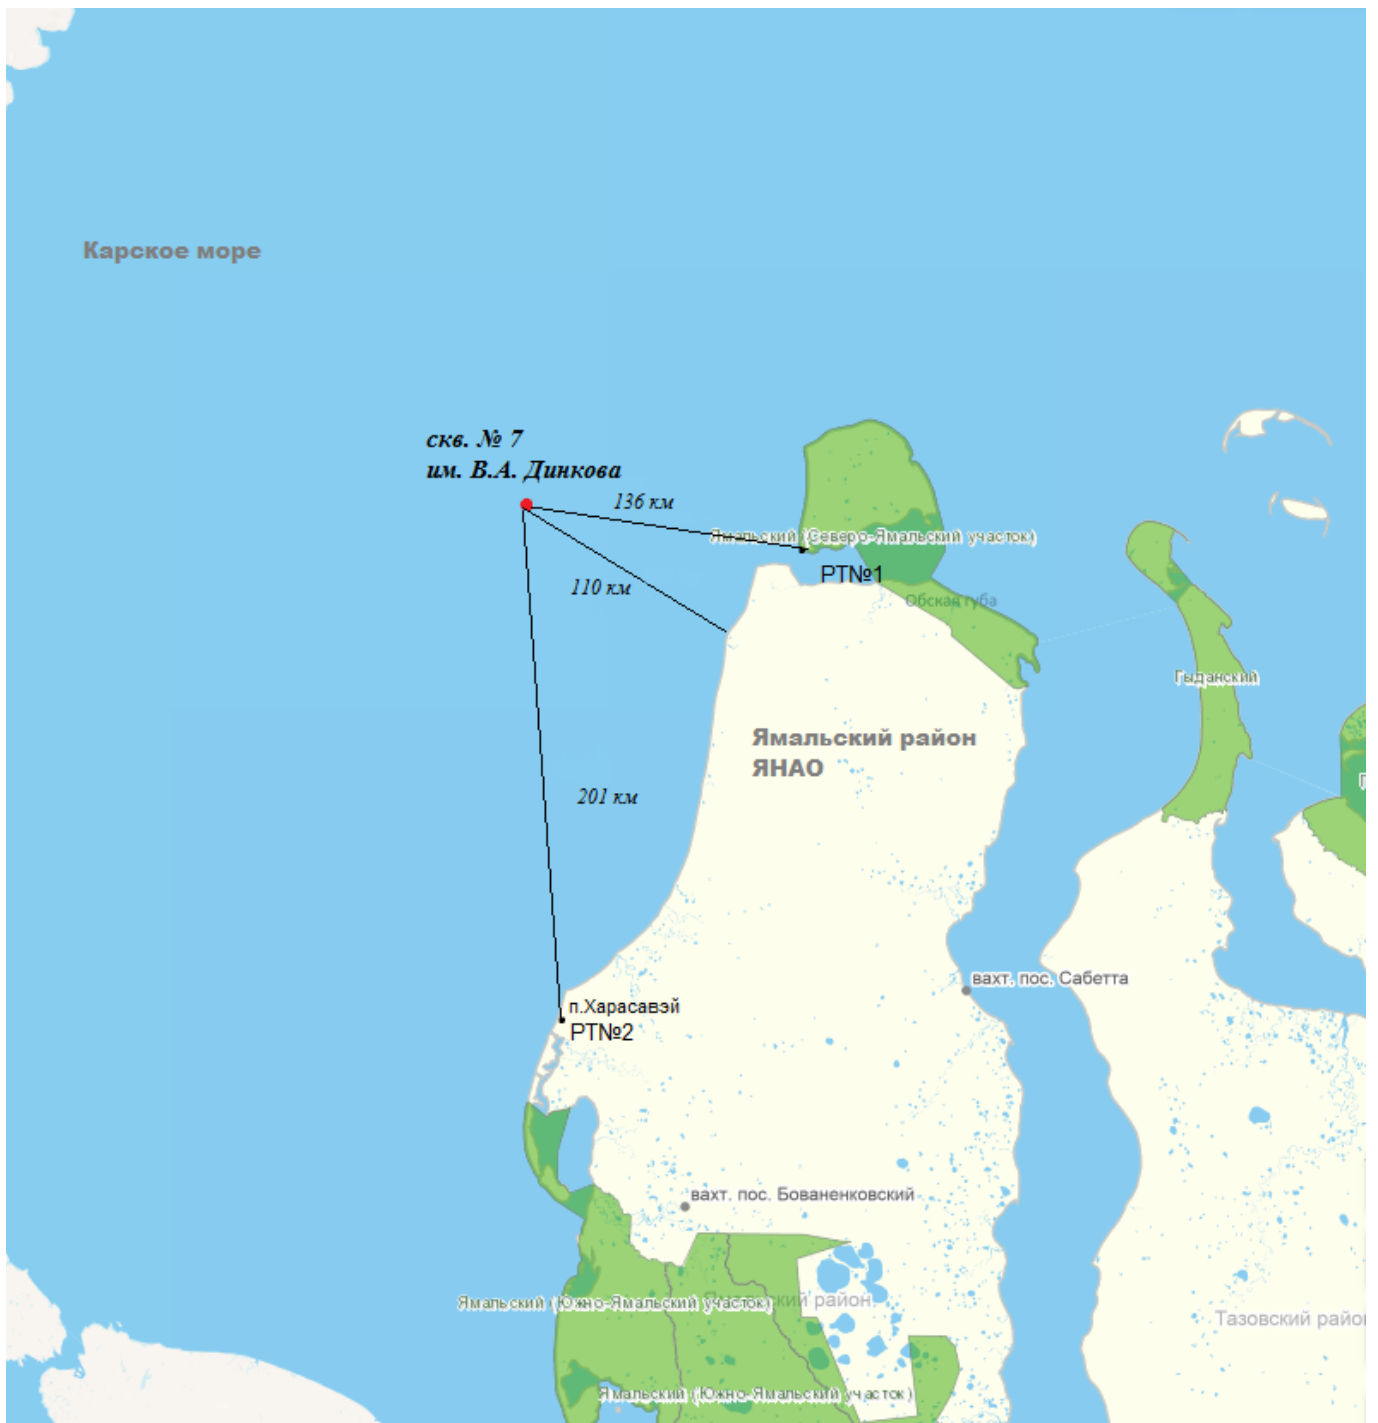 Карское море
скв. № 7
им. В.А. Динкова
136 км
Ямальский (Северо-Ямальский участок)
РТ№1
110 км
Обская губа
Гыданский
Ямальский район
ЯНАО
201 км
вахт. пос. Сабетта
п.Харасавэй
РТ№2
вахт. пос. Бованенковский
Ямальский (Южно-Ямальский участок)
Ямальский район
Тазовский райо
Ямальский (Южно-Ямальский участок)